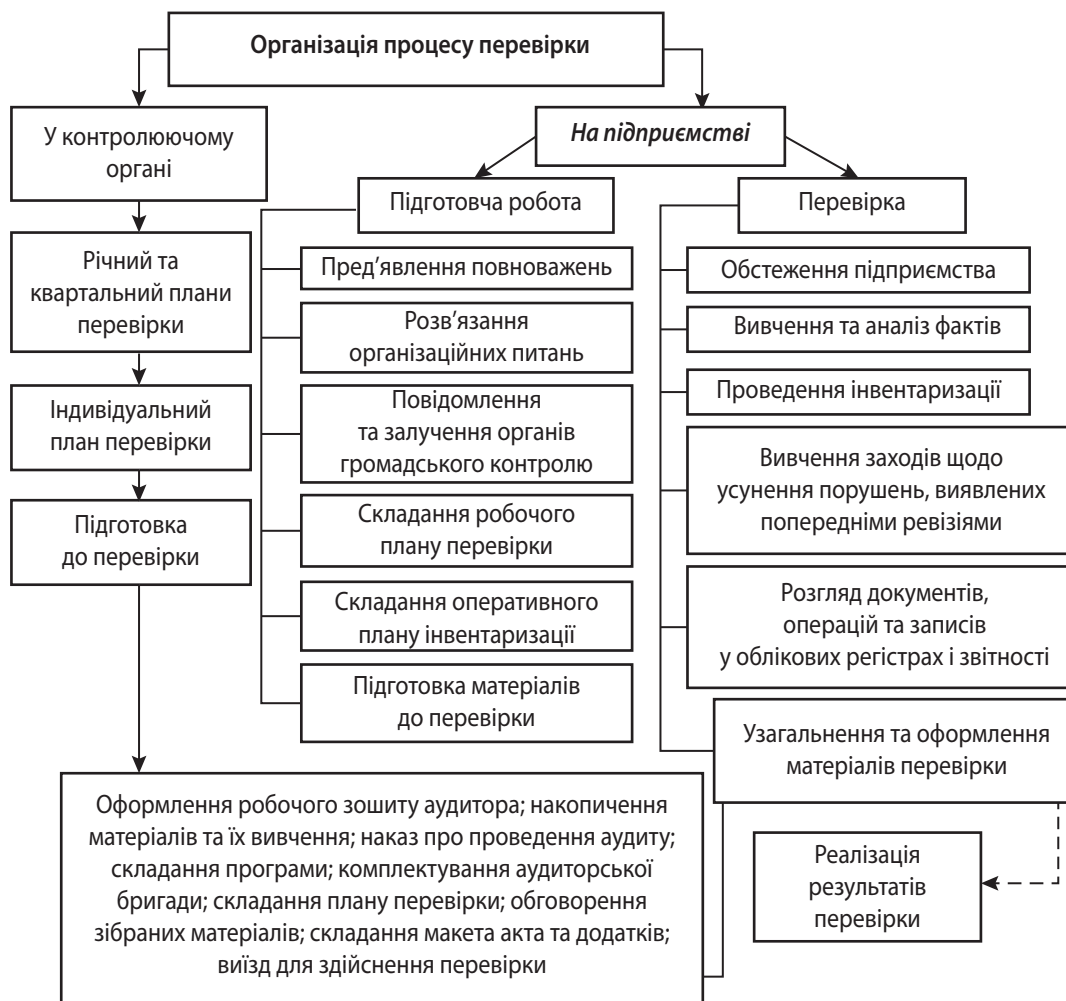 Організація процесу перевірки
У контролюючому
органі
Річний та
квартальний плани
перевірки
Індивідуальний
план перевірки
Підготовка
до перевірки
На підприємстві
Підготовча робота
Пред’явлення повноважень
Розв’язання
організаційних питань
Повідомлення
та залучення органів
громадського контролю
Складання робочого
плану перевірки
Складання оперативного
плану інвентаризації
Підготовка матеріалів
до перевірки
Перевірка
Обстеження підприємства
Вивчення та аналіз фактів
Проведення інвентаризації
Вивчення заходів щодо
усунення порушень, виявлених
попередніми ревізіями
Розгляд документів,
операцій та записів
у облікових регістрах і звітності
Узагальнення та оформлення
матеріалів перевірки
Оформлення робочого зошиту аудитора; накопичення
матеріалів та їх вивчення; наказ про проведення аудиту;
складання програми; комплектування аудиторської
бригади; складання плану перевірки; обговорення
зібраних матеріалів; складання макета акта та додатків;
виїзд для здійснення перевірки
Реалізація
результатів
перевірки